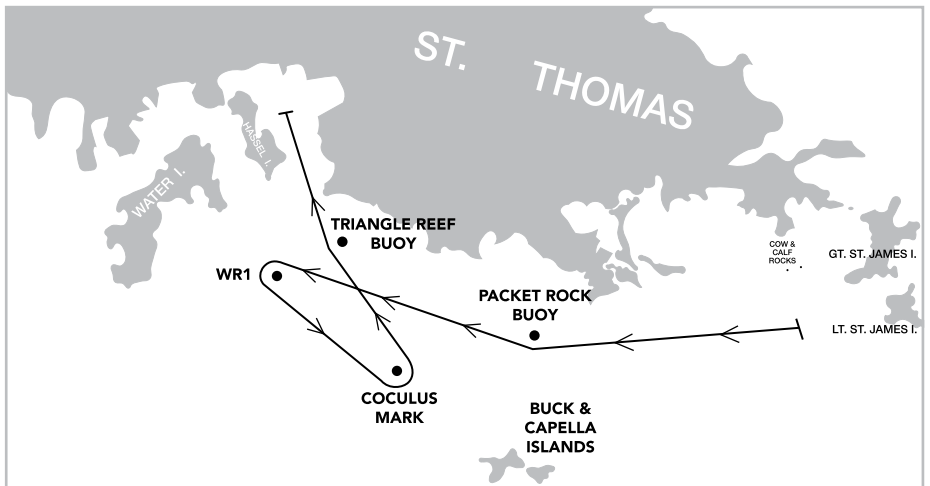 ST.
THOMAS
HASSEL I.
WATER I.
TRIANGLE REEF
BUOY
COW &
CALF
ROCKS
GT. ST. JAMES I.
WR1
PACKET ROCK
BUOY
LT. ST. JAMES I.
COCULUS
MARK
BUCK &
CAPELLA
ISLANDS